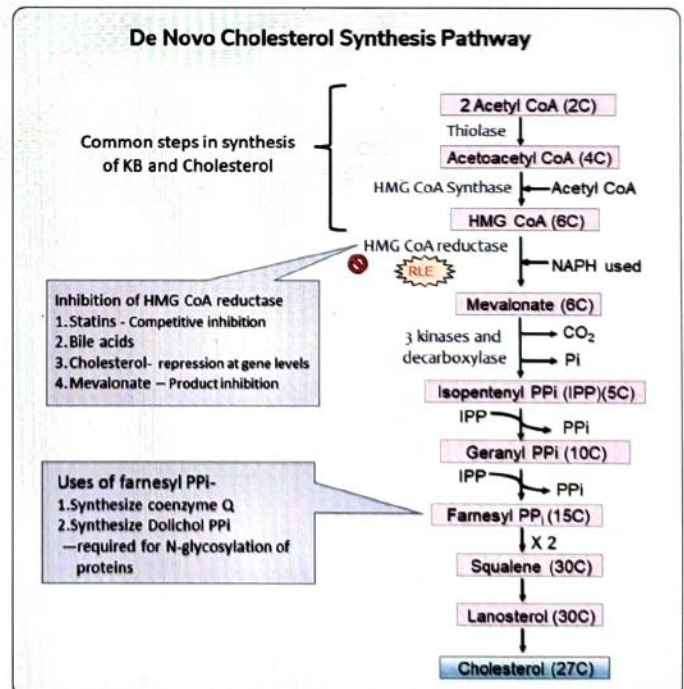 De Novo Cholesterol Synthesis Pathway
2 Acetyl CoA (2C)
Thiolase
Common steps in synthesis
of KB and Cholesterol
Acetoacetyl CoA (4C)
HMG CoA Synthase
Acetyl CoA
HMG CoA (6C)
HMG CoA reductase
RLE
NAPH used
Inhibition of HMG CoA reductase
1.Statins - Competitive inhibition
2.Bile acids
3.Cholesterol- repression at gene levels
4.Mevalonate – Product inhibition
Mevalonate (6C)
3 kinases and
decarboxylase
CO₂
Pi
Isopentenyl PPi (IPP)(5C)
IPP
PPi
Geranyl PPi (10C)
IPP
PPi
Uses of farnesyl PPi-
1.Synthesize coenzyme Q
2.Synthesize Dolichol PPi
—required for N-glycosylation of
proteins
Farnesyl PPi (15C)
X 2
Squalene (30C)
Lanosterol (30C)
Cholesterol (27C)